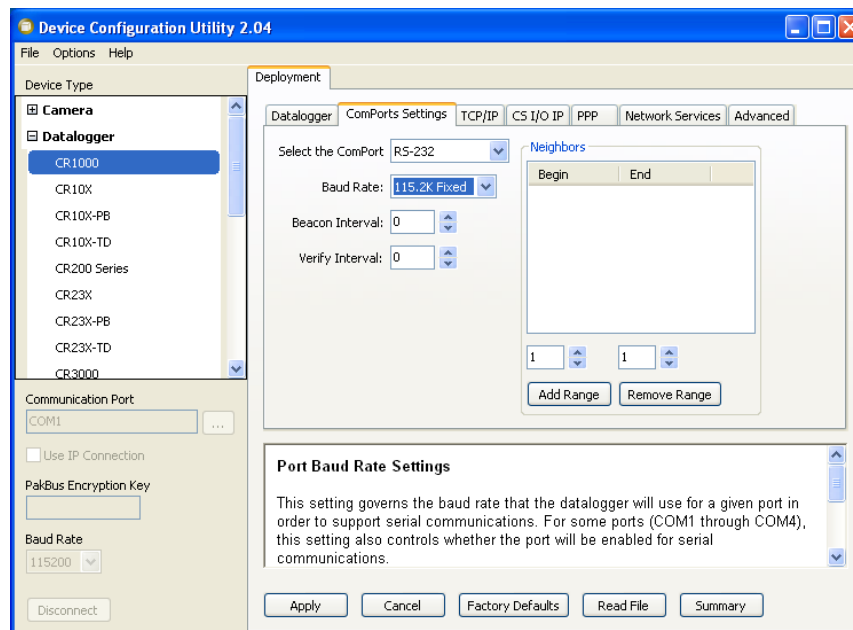 Device Configuration Utility 2.04
File Options Help
Device Type
Camera
Datalogger
CR1000
CR10X
CR10X-PB
CR10X-TD
CR200 Series
CR23X
CR23X-PB
CR23X-TD
CR3000
Communication Port
COM1
...
Use IP Connection
PakBus Encryption Key
Baud Rate
115200
Disconnect
Deployment
Datalogger ComPorts Settings TCP/IP CS I/O IP PPP Network Services Advanced
Select the ComPort RS-232
Baud Rate: 115.2K Fixed
Beacon Interval: 0
Verify Interval: 0
Neighbors
Begin End
1 1
Add Range Remove Range
Port Baud Rate Settings
This setting governs the baud rate that the datalogger will use for a given port in
order to support serial communications. For some ports (COM1 through COM4),
this setting also controls whether the port will be enabled for serial
communications.
Apply Cancel Factory Defaults Read File Summary